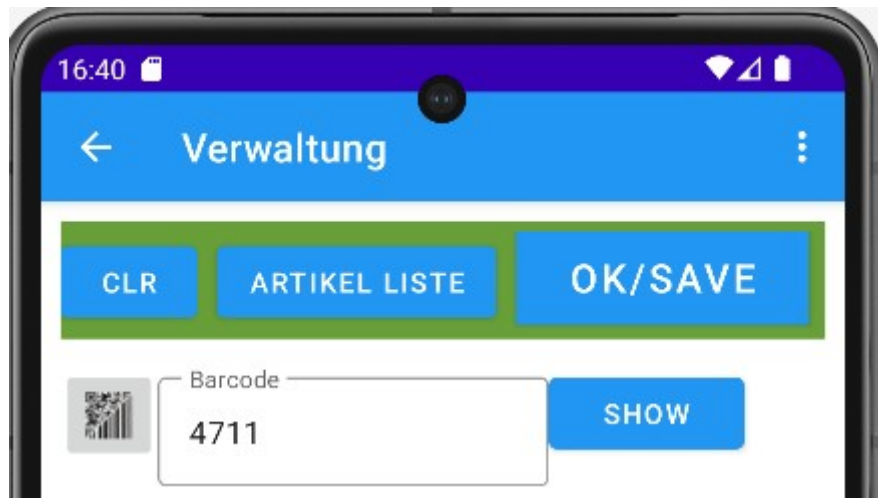 16:40
Verwaltung
CLR ARTIKEL LISTE OK/SAVE
Barcode
4711 SHOW